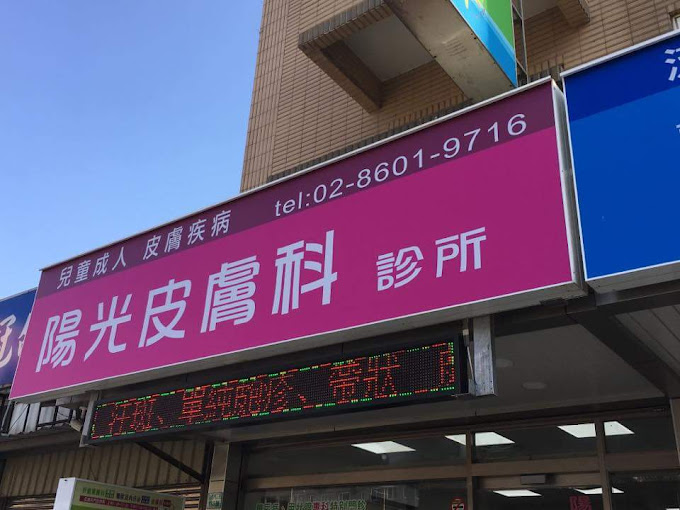 兒童成人 皮膚疾病 tel:02-8601-9716
陽光皮膚科 診所
汗斑、單純皰疹、帶狀